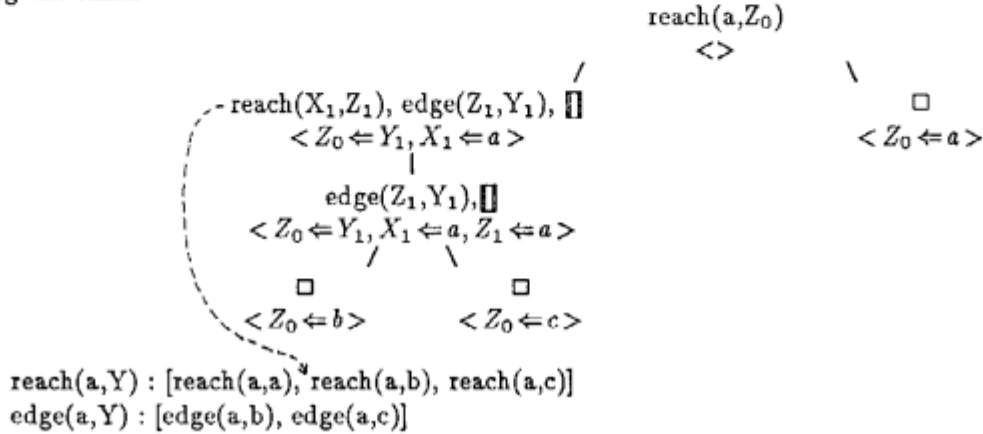 reach(a,Z₀)
<>
/ \
reach(X₁,Z₁), edge(Z₁,Y₁), [] □
< Z₀ ⇐ Y₁, X₁ ⇐ a > < Z₀ ⇐ a >
|
edge(Z₁,Y₁),[]
< Z₀ ⇐ Y₁, X₁ ⇐ a, Z₁ ⇐ a >
/ \
□ □
< Z₀ ⇐ b > < Z₀ ⇐ c >
reach(a,Y) : [reach(a,a), reach(a,b), reach(a,c)]
edge(a,Y) : [edge(a,b), edge(a,c)]